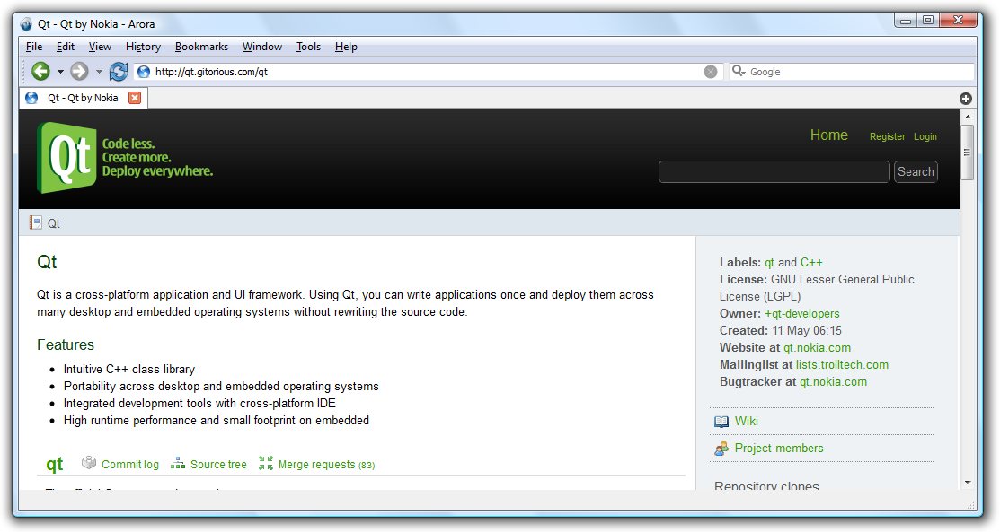 Qt - Qt by Nokia - Arora
File Edit View History Bookmarks Window Tools Help
http://qt.gitorious.com/qt
Google
Qt - Qt by Nokia
Qt
Code less.
Create more.
Deploy everywhere.
Home Register Login
Search
Qt
Qt
Qt is a cross-platform application and UI framework. Using Qt, you can write applications once and deploy them across
many desktop and embedded operating systems without rewriting the source code.
Features
Intuitive C++ class library
Portability across desktop and embedded operating systems
Integrated development tools with cross-platform IDE
High runtime performance and small footprint on embedded
qt Commit log Source tree Merge requests (83)
Labels: qt and C++
License: GNU Lesser General Public
License (LGPL)
Owner: +qt-developers
Created: 11 May 06:15
Website at qt.nokia.com
Mailinglist at lists.trolltech.com
Bugtracker at qt.nokia.com
Wiki
Project members
Repository clones